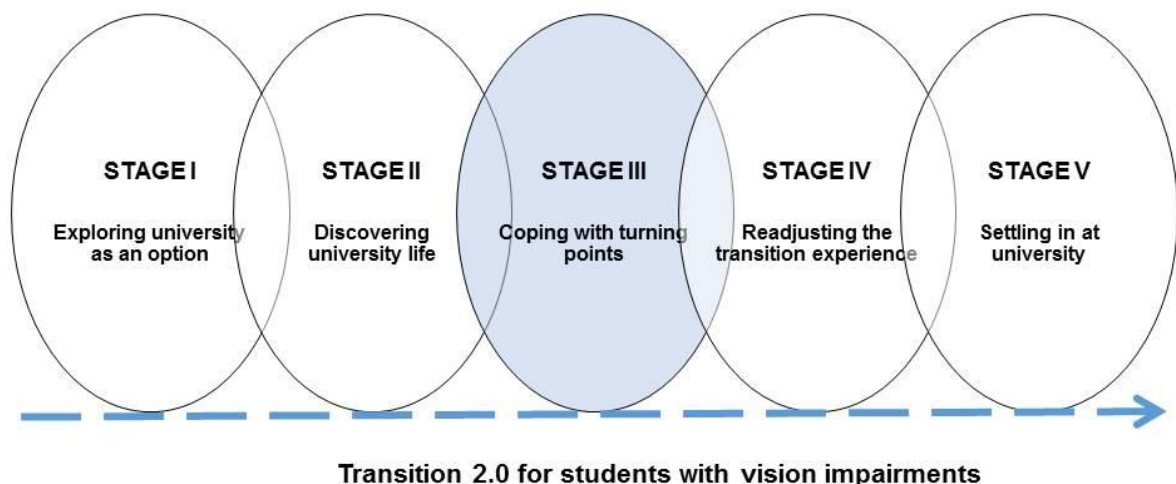 STAGE I
Exploring university
as an option
STAGE II
Discovering
university life
STAGE III
Coping with turning
points
STAGE IV
Readjusting the
transition experience
STAGE V
Settling in at
university
Transition 2.0 for students with vision impairments